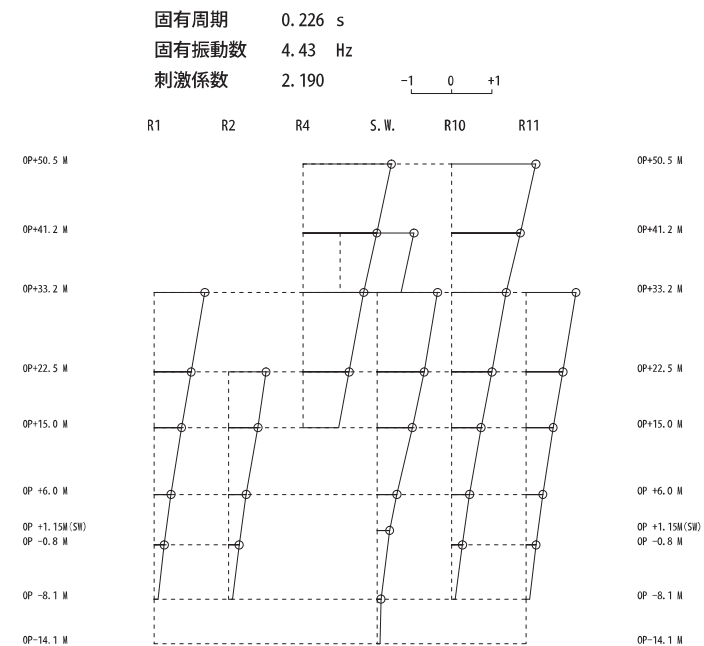 固有周期 0.226 s
固有振動数 4.43 Hz
刺激係数 2.190
-1 0 +1
R1 R2 R4 S.W. R10 R11
OP+50.5 M OP+50.5 M
OP+41.2 M OP+41.2 M
OP+33.2 M OP+33.2 M
OP+22.5 M OP+22.5 M
OP+15.0 M OP+15.0 M
OP +6.0 M OP +6.0 M
OP +1.15M(SW) OP +1.15M(SW)
OP -0.8 M OP -0.8 M
OP -8.1 M OP -8.1 M
OP-14.1 M OP-14.1 M